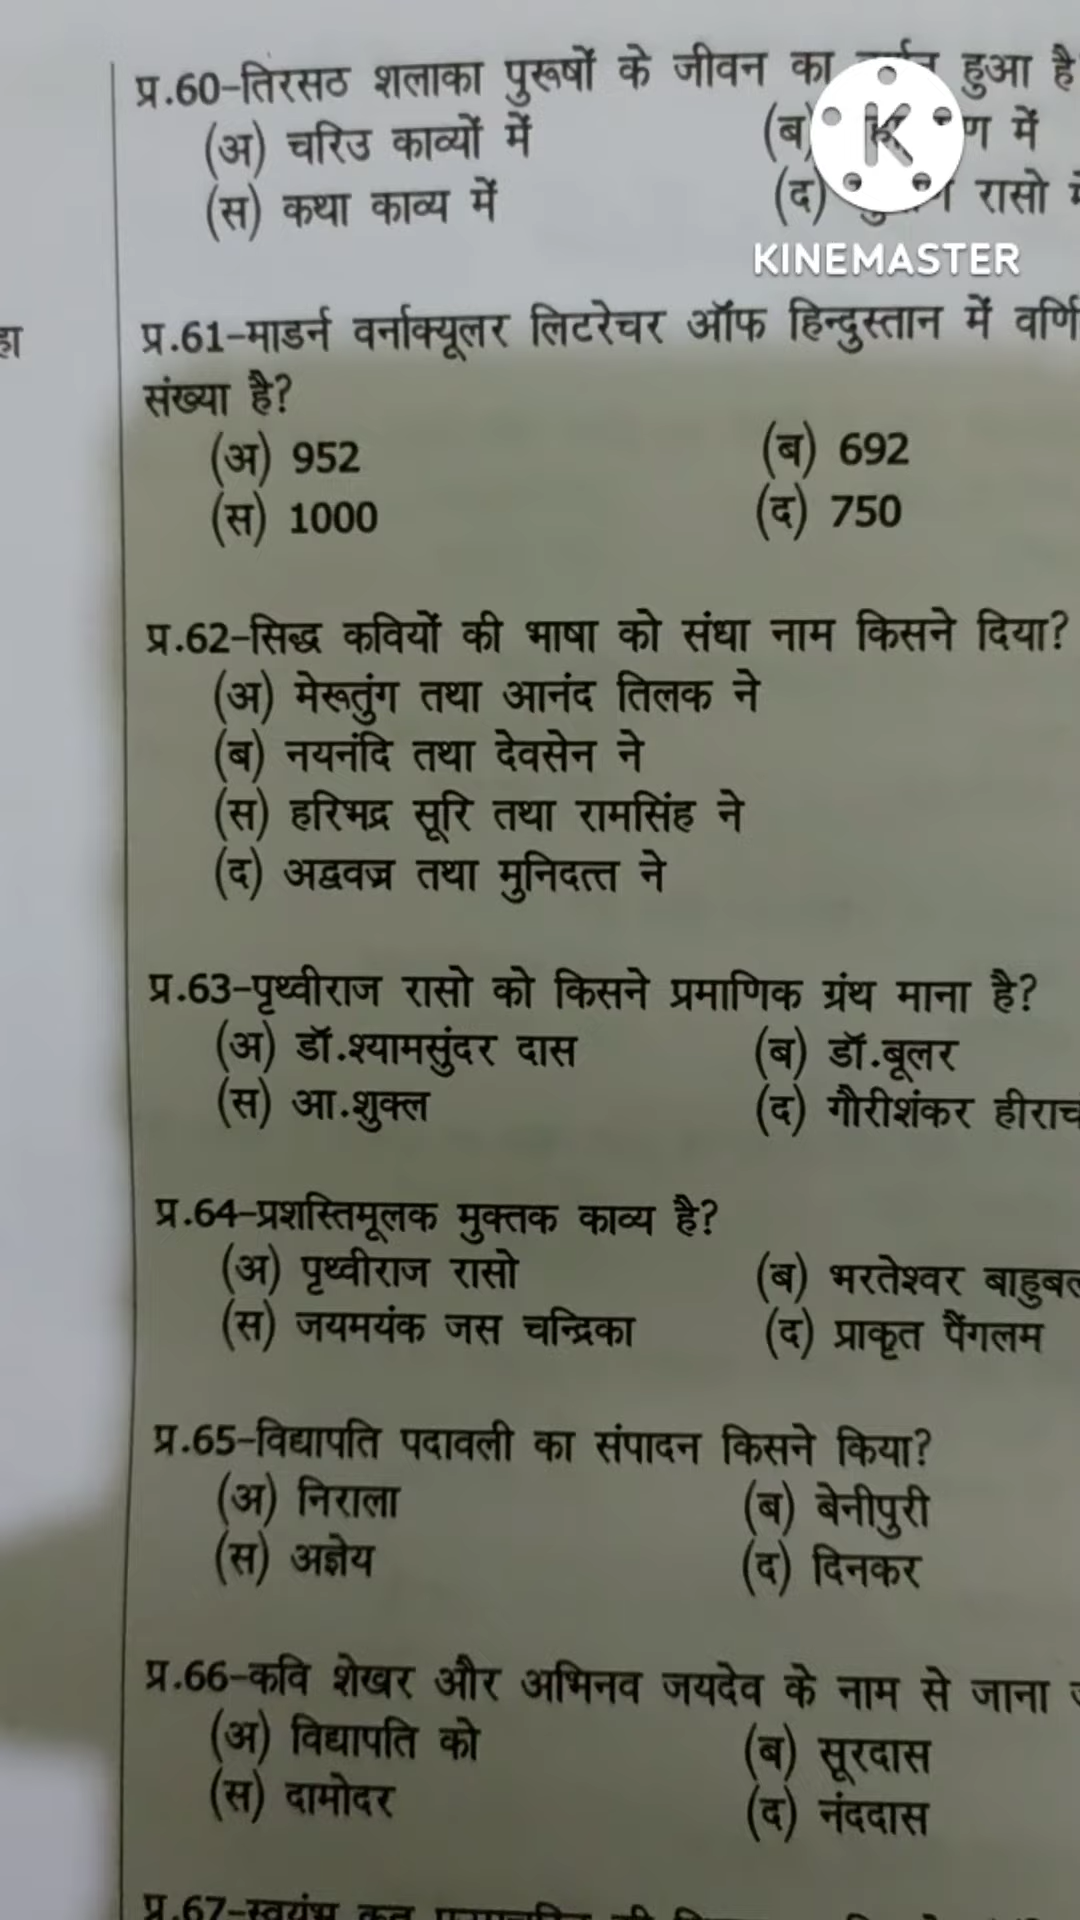 प्र.60-तिरसठ शलाका पुरूषों के जीवन का हुआ है
(अ) चरिउ काव्यों में (ब) में
(स) कथा काव्य में (द) रासो
KINEMASTER
प्र.61-माडर्न वर्नाक्यूलर लिटरेचर ऑफ हिन्दुस्तान में
संख्या है?
(अ) 952 (ब) 692
(स) 1000 (द) 750
प्र.62-सिद्ध कवियों की भाषा को संधा नाम किसने दिया?
(अ) मेरूतुंग तथा आनंद तिलक ने
(ब) नयनंदि तथा देवसेन ने
(स) हरिभद्र सूरि तथा रामसिंह ने
(द) अद्ववज्र तथा मुनिदत्त ने
प्र.63-पृथ्वीराज रासो को किसने प्रमाणिक ग्रंथ माना है?
(अ) डॉ.श्यामसुंदर दास (ब) डॉ.बूलर
(स) आ.शुक्ल (द) गौरीशंकर
प्र.64-प्रशस्तिमूलक मुक्तक काव्य है?
(अ) पृथ्वीराज रासो (ब) भरतेश्वर
(स) जयमयंक जस चन्द्रिका (द) प्राकृत पैंगलम
प्र.65-विद्यापति पदावली का संपादन किसने किया?
(अ) निराला (ब) बेनीपुरी
(स) अज्ञेय (द) दिनकर
प्र.66-कवि शेखर और अभिनव जयदेव के नाम से जाना
(अ) विद्यापति को (ब) सूरदास
(स) दामोदर (द) नंददास
प्र.67-